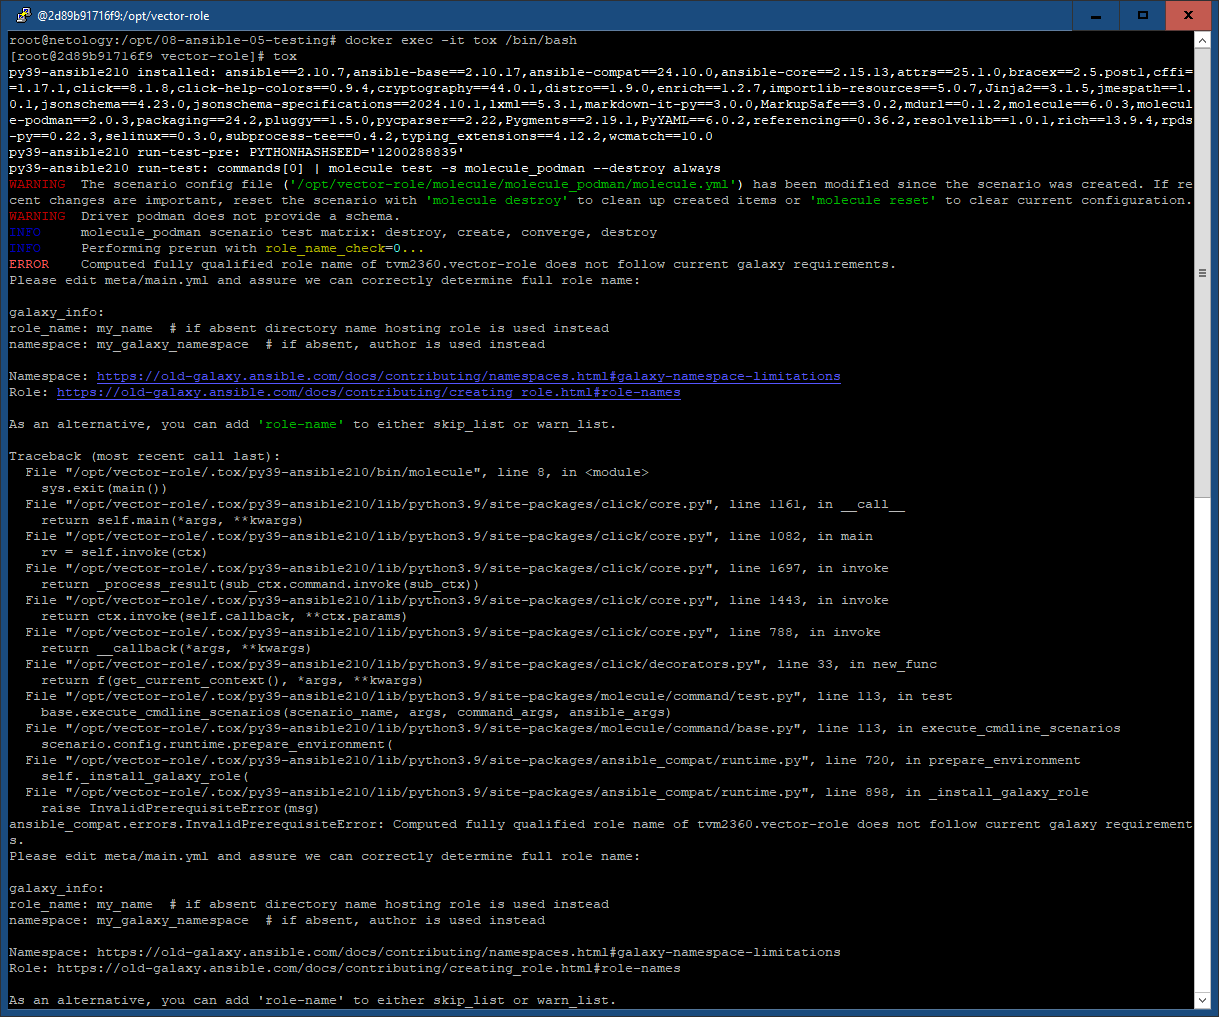 @2d89b91716f9:/opt/vector-role
root@netology:/opt/08-ansible-05-testing# docker exec -it tox /bin/bash
[root@2d89b91716f9 vector-role]# tox
py39-ansible210 installed: ansible==2.10.7,ansible-base==2.10.17,ansible-compat==24.10.0,ansible-core==2.15.13,attrs==25.1.0,bracex==2.5.post1,cffi=
=1.17.1,click==8.1.8,click-help-colors==0.9.4,cryptography==44.0.1,distro==1.9.0,enrich==1.2.7,importlib-resources==5.0.7,Jinja2==3.1.5,jmespath==1.
0.1,jsonschema==4.23.0,jsonschema-specifications==2024.10.1,lxml==5.3.1,markdown-it-py==3.0.0,MarkupSafe==3.0.2,mdurl==0.1.2,molecule==6.0.3,molecul
e-podman==2.0.3,packaging==24.2,pluggy==1.5.0,pycparser==2.22,Pygments==2.19.1,PyYAML==6.0.2,referencing==0.36.2,resolvelib==1.0.1,rich==13.9.4,rpds
-py==0.22.3,selinux==0.3.0,subprocess-tee==0.4.2,typing_extensions==4.12.2,wcmatch==10.0
py39-ansible210 run-test-pre: PYTHONHASHSEED='1200288839'
py39-ansible210 run-test: commands[0] | molecule test -s molecule_podman --destroy always
WARNING  The scenario config file ('/opt/vector-role/molecule/molecule_podman/molecule.yml') has been modified since the scenario was created. If re
cent changes are important, reset the scenario with 'molecule destroy' to clean up created items or 'molecule reset' to clear current configuration.
WARNING  Driver podman does not provide a schema.
INFO     molecule_podman scenario test matrix: destroy, create, converge, destroy
INFO     Performing prerun with role_name_check=0...
ERROR    Computed fully qualified role name of tvm2360.vector-role does not follow current galaxy requirements.
Please edit meta/main.yml and assure we can correctly determine full role name:
galaxy_info:
role_name: my_name  # if absent directory name hosting role is used instead
namespace: my_galaxy_namespace  # if absent, author is used instead
Namespace: https://old-galaxy.ansible.com/docs/contributing/namespaces.html#galaxy-namespace-limitations
Role: https://old-galaxy.ansible.com/docs/contributing/creating_role.html#role-names
As an alternative, you can add 'role-name' to either skip_list or warn_list.
Traceback (most recent call last):
  File "/opt/vector-role/.tox/py39-ansible210/bin/molecule", line 8, in <module>
    sys.exit(main())
  File "/opt/vector-role/.tox/py39-ansible210/lib/python3.9/site-packages/click/core.py", line 1161, in __call__
    return self.main(*args, **kwargs)
  File "/opt/vector-role/.tox/py39-ansible210/lib/python3.9/site-packages/click/core.py", line 1082, in main
    rv = self.invoke(ctx)
  File "/opt/vector-role/.tox/py39-ansible210/lib/python3.9/site-packages/click/core.py", line 1697, in invoke
    return _process_result(sub_ctx.command.invoke(sub_ctx))
  File "/opt/vector-role/.tox/py39-ansible210/lib/python3.9/site-packages/click/core.py", line 1443, in invoke
    return ctx.invoke(self.callback, **ctx.params)
  File "/opt/vector-role/.tox/py39-ansible210/lib/python3.9/site-packages/click/core.py", line 788, in invoke
    return __callback(*args, **kwargs)
  File "/opt/vector-role/.tox/py39-ansible210/lib/python3.9/site-packages/click/decorators.py", line 33, in new_func
    return f(get_current_context(), *args, **kwargs)
  File "/opt/vector-role/.tox/py39-ansible210/lib/python3.9/site-packages/molecule/command/test.py", line 113, in test
    base.execute_cmdline_scenarios(scenario_name, args, command_args, ansible_args)
  File "/opt/vector-role/.tox/py39-ansible210/lib/python3.9/site-packages/molecule/command/base.py", line 113, in execute_cmdline_scenarios
    scenario.config.runtime.prepare_environment(
  File "/opt/vector-role/.tox/py39-ansible210/lib/python3.9/site-packages/ansible_compat/runtime.py", line 720, in prepare_environment
    self._install_galaxy_role(
  File "/opt/vector-role/.tox/py39-ansible210/lib/python3.9/site-packages/ansible_compat/runtime.py", line 898, in _install_galaxy_role
    raise InvalidPrerequisiteError(msg)
ansible_compat.errors.InvalidPrerequisiteError: Computed fully qualified role name of tvm2360.vector-role does not follow current galaxy requirement
s.
Please edit meta/main.yml and assure we can correctly determine full role name:
galaxy_info:
role_name: my_name  # if absent directory name hosting role is used instead
namespace: my_galaxy_namespace  # if absent, author is used instead
Namespace: https://old-galaxy.ansible.com/docs/contributing/namespaces.html#galaxy-namespace-limitations
Role: https://old-galaxy.ansible.com/docs/contributing/creating_role.html#role-names
As an alternative, you can add 'role-name' to either skip_list or warn_list.